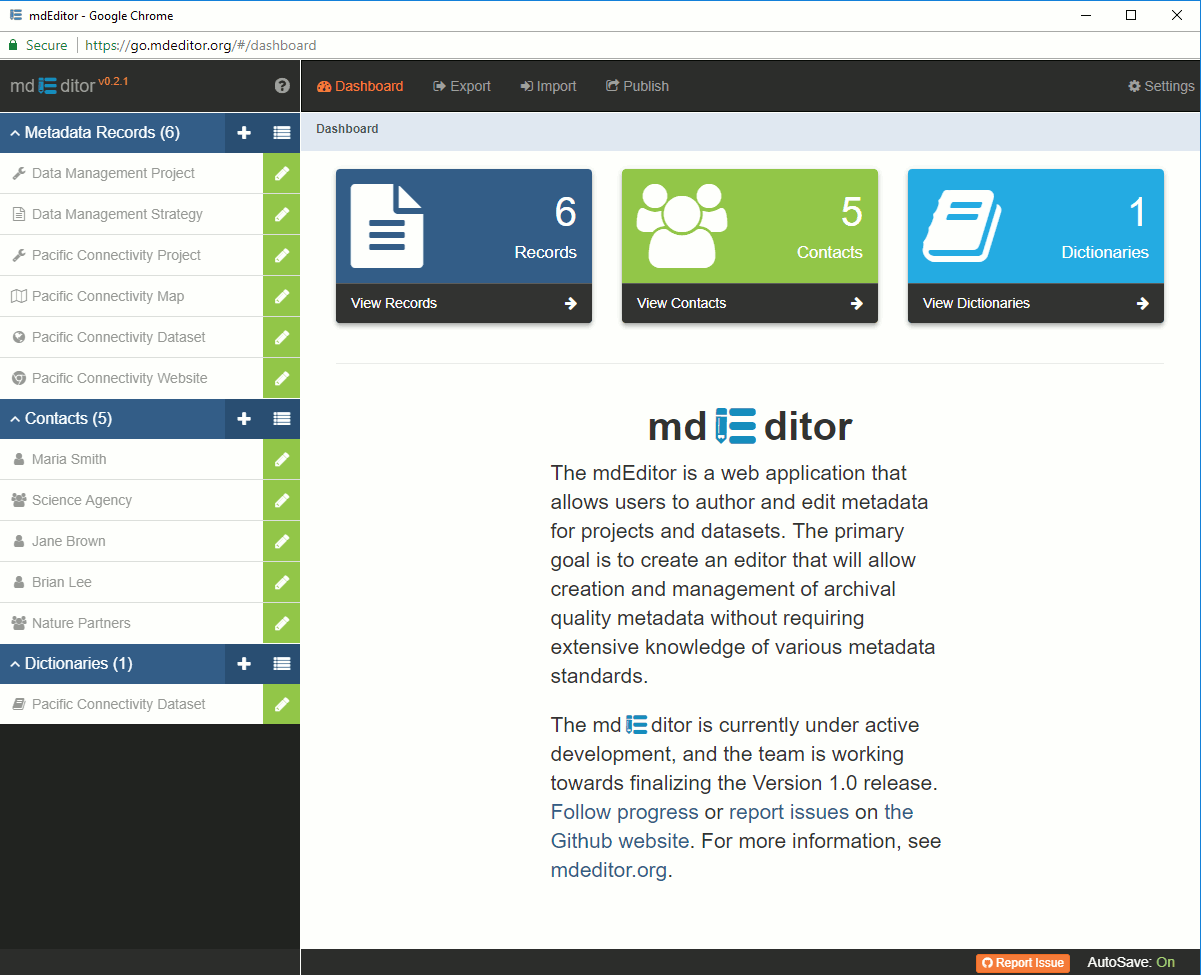 mdEditor - Google Chrome
Secure | https://go.mdeditor.org/#/dashboard
mdEditor v0.2.1
Dashboard Export Import Publish Settings
Dashboard
Metadata Records (6)
Data Management Project
Data Management Strategy
Pacific Connectivity Project
Pacific Connectivity Map
Pacific Connectivity Dataset
Pacific Connectivity Website
Contacts (5)
Maria Smith
Science Agency
Jane Brown
Brian Lee
Nature Partners
Dictionaries (1)
Pacific Connectivity Dataset
6
Records
View Records
5
Contacts
View Contacts
1
Dictionaries
View Dictionaries
mdEditor
The mdEditor is a web application that
allows users to author and edit metadata
for projects and datasets. The primary
goal is to create an editor that will allow
creation and management of archival
quality metadata without requiring
extensive knowledge of various metadata
standards.
The mdEditor is currently under active
development, and the team is working
towards finalizing the Version 1.0 release.
Follow progress or report issues on the
Github website. For more information, see
mdeditor.org.
Report Issue AutoSave: On